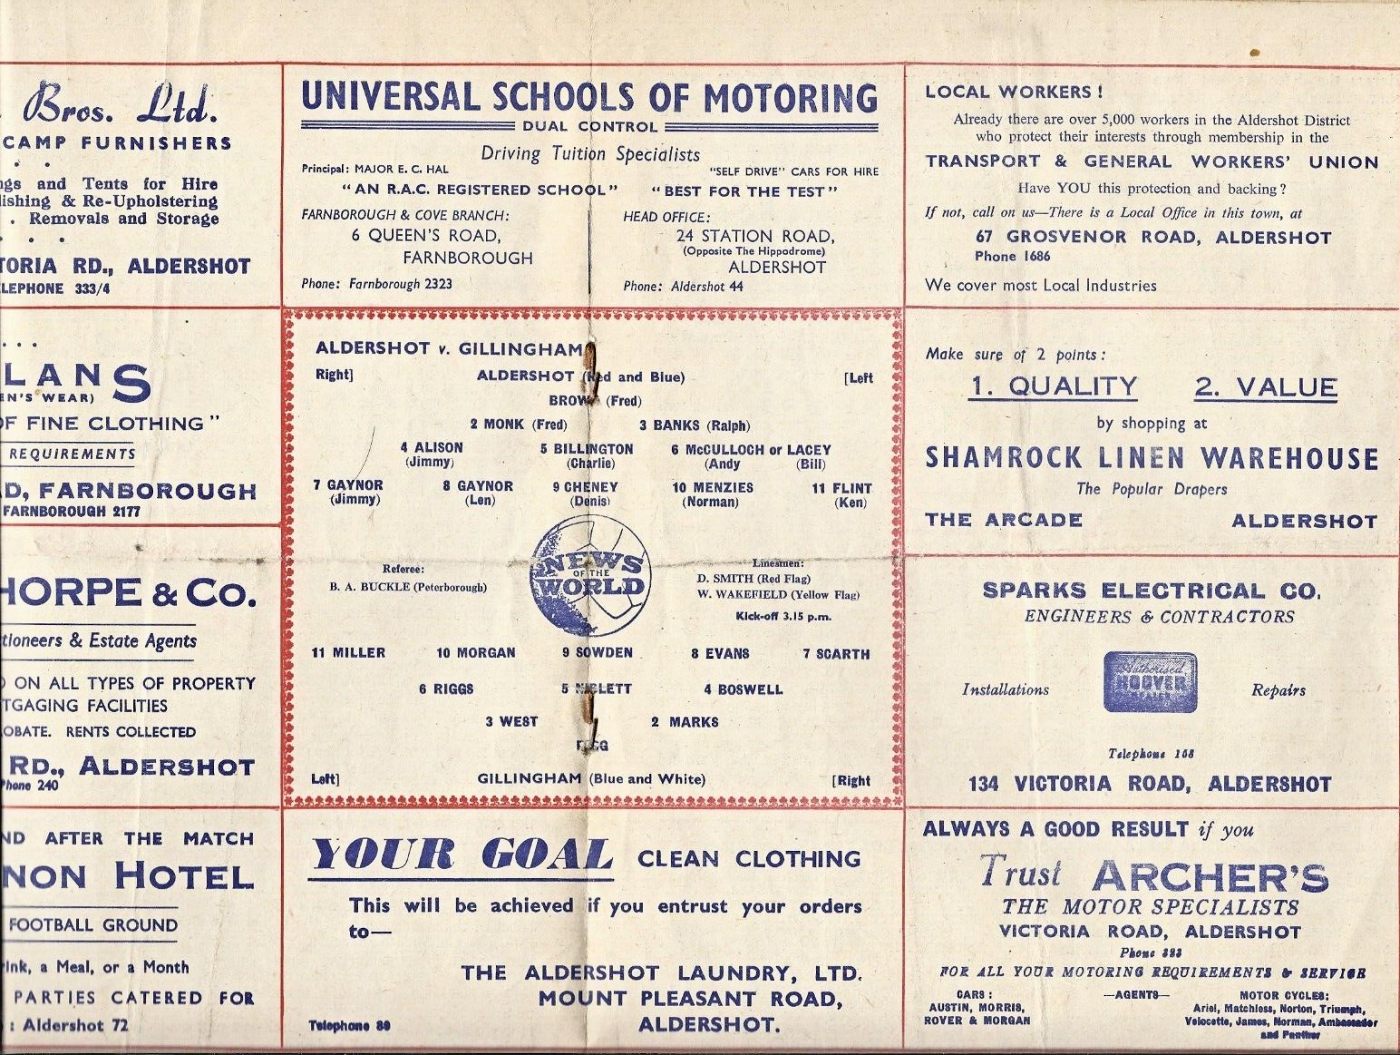 Bros. Ltd.
CAMP FURNISHERS
and Tents for Hire
& Re-Upholstering
Removals and Storage
RD., ALDERSHOT
333/4
(EN'S WEAR)
OF FINE CLOTHING"
REQUIREMENTS
FARNBOROUGH
FARNBOROUGH 2177
& Co.
& Estate Agents
ON ALL TYPES OF PROPERTY
FACILITIES
RENTS COLLECTED
RD., ALDERSHOT
Phone 240
AFTER THE MATCH
HOTEL
FOOTBALL GROUND
a Meal, or a Month
PARTIES CATERED FOR
: Aldershot 72
UNIVERSAL SCHOOLS OF MOTORING
DUAL CONTROL
Driving Tuition Specialists
Principal: MAJOR E. C. HAL
"SELF DRIVE" CARS FOR HIRE
"AN R.A.C. REGISTERED SCHOOL" "BEST FOR THE TEST"
FARNBOROUGH & COVE BRANCH:
6 QUEEN'S ROAD,
FARNBOROUGH
Phone: Farnborough 2323
HEAD OFFICE:
24 STATION ROAD,
(Opposite The Hippodrome)
ALDERSHOT
Phone: Aldershot 44
ALDERSHOT v. GILLINGHAM
Right] ALDERSHOT (Red and Blue) [Left
BROWN (Fred)
2 MONK (Fred) 3 BANKS (Ralph)
4 ALISON 5 BILLINGTON 6 McCULLOCH or LACEY
(Jimmy) (Charlie) (Andy (Bill)
7 GAYNOR 8 GAYNOR 9 CHENEY 10 MENZIES 11 FLINT
(Jimmy) (Len) (Denis) (Norman) (Ken)
Referee:
B. A. BUCKLE (Peterborough)
NEWS
OF THE
WORLD
Linesmen:
D. SMITH (Red Flag)
W. WAKEFIELD (Yellow Flag)
Kick-off 3.15 p.m.
11 MILLER 10 MORGAN 9 SOWDEN 8 EVANS 7 SCARTH
6 RIGGS 5 NIBLETT 4 BOSWELL
3 WEST 2 MARKS
Left] GILLINGHAM (Blue and White) [Right
YOUR GOAL CLEAN CLOTHING
This will be achieved if you entrust your orders
to—
THE ALDERSHOT LAUNDRY, LTD.
MOUNT PLEASANT ROAD,
Telephone 80 ALDERSHOT.
LOCAL WORKERS!
Already there are over 5,000 workers in the Aldershot District
who protect their interests through membership in the
TRANSPORT & GENERAL WORKERS' UNION
Have YOU this protection and backing?
If not, call on us—There is a Local Office in this town, at
67 GROSVENOR ROAD, ALDERSHOT
Phone 1686
We cover most Local Industries
Make sure of 2 points:
1. QUALITY 2. VALUE
by shopping at
SHAMROCK LINEN WAREHOUSE
The Popular Drapers
THE ARCADE ALDERSHOT
SPARKS ELECTRICAL CO.
ENGINEERS & CONTRACTORS
Installations
Authorised
HOOVER
Repairs
Telephone 168
134 VICTORIA ROAD, ALDERSHOT
ALWAYS A GOOD RESULT if you
Trust ARCHER'S
THE MOTOR SPECIALISTS
VICTORIA ROAD, ALDERSHOT
Phone
FOR ALL YOUR MOTORING REQUIREMENTS & SERVICE
CARS: —AGENTS— MOTOR CYCLES:
AUSTIN, MORRIS, Ariel, Matchless, Norton, Triumph,
ROVER & MORGAN Velocette, James, Norman, Ambassador
and Panther